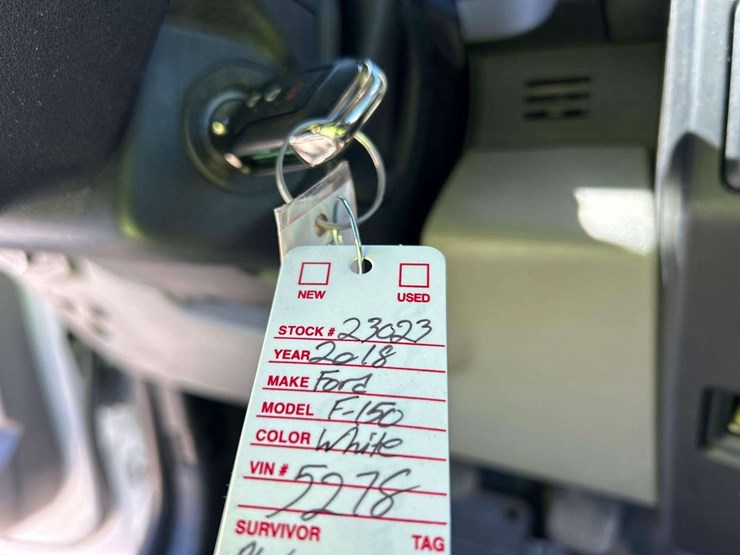 NEW USED
STOCK # 23023
YEAR 2018
MAKE Ford
MODEL F-150
COLOR White
VIN # 5278
SURVIVOR TAG